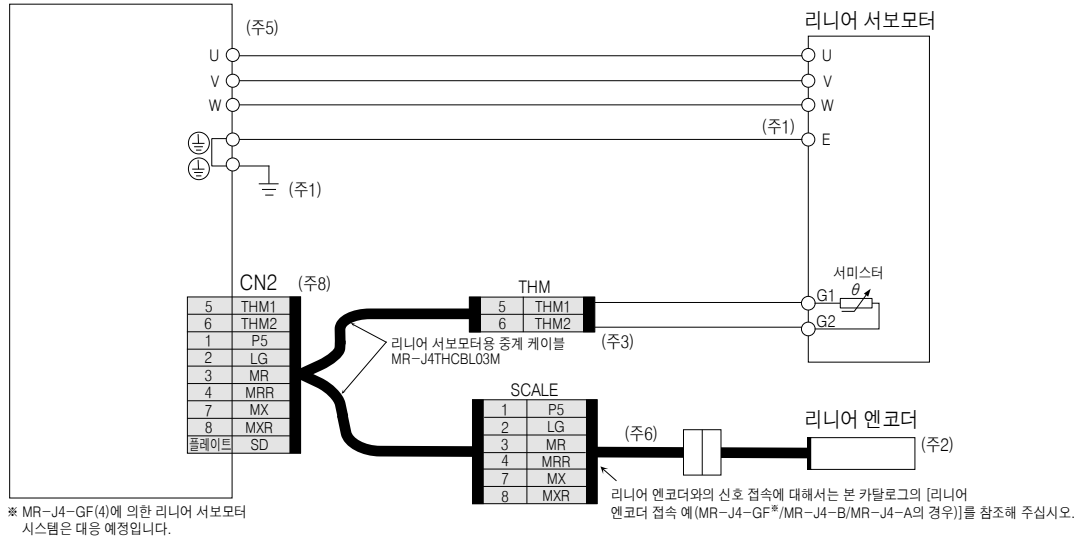 (주5)
리니어 서보모터
U U
V V
W W
(주1) E
(주1)
CN2 (주8)
5 THM1
6 THM2
1 P5
2 LG
3 MR
4 MRR
7 MX
8 MXR
플레이트 SD
THM
5 THM1
6 THM2
(주3)
서미스터
θ
G1
G2
리니어 서보모터용 중계 케이블
MR-J4THCBL03M
SCALE
1 P5
2 LG
3 MR
4 MRR
7 MX
8 MXR
(주6)
리니어 엔코더
(주2)
리니어 엔코더와의 신호 접속에 대해서는 본 카탈로그의 [리니어
엔코더 접속 예(MR-J4-GF※/MR-J4-B/MR-J4-A의 경우)]를 참조해 주십시오.
※ MR-J4-GF(4)에 의한 리니어 서보모터
시스템은 대응 예정입니다.